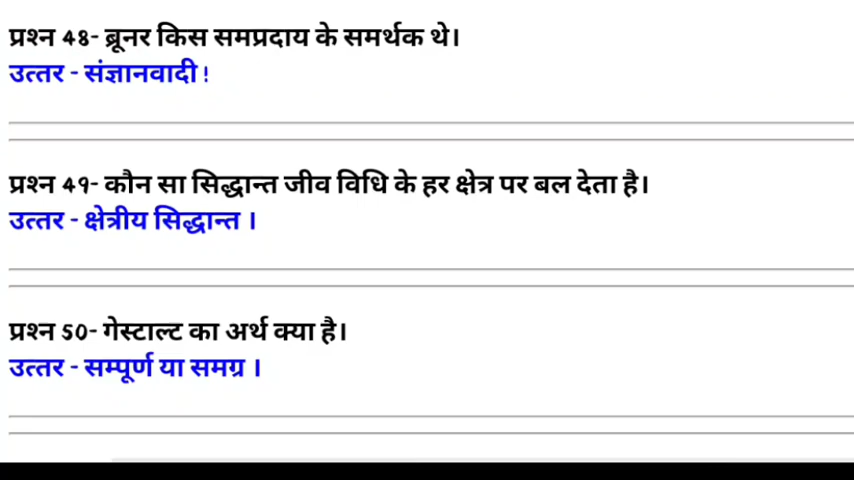 प्रश्न 48- ब्रूनर किस समप्रदाय के समर्थक थे।
उत्तर - संज्ञानवादी !
प्रश्न 49- कौन सा सिद्धान्त जीव विधि के हर क्षेत्र पर बल देता है।
उत्तर - क्षेत्रीय सिद्धान्त ।
प्रश्न 50- गेस्टाल्ट का अर्थ क्या है।
उत्तर - सम्पूर्ण या समग्र ।